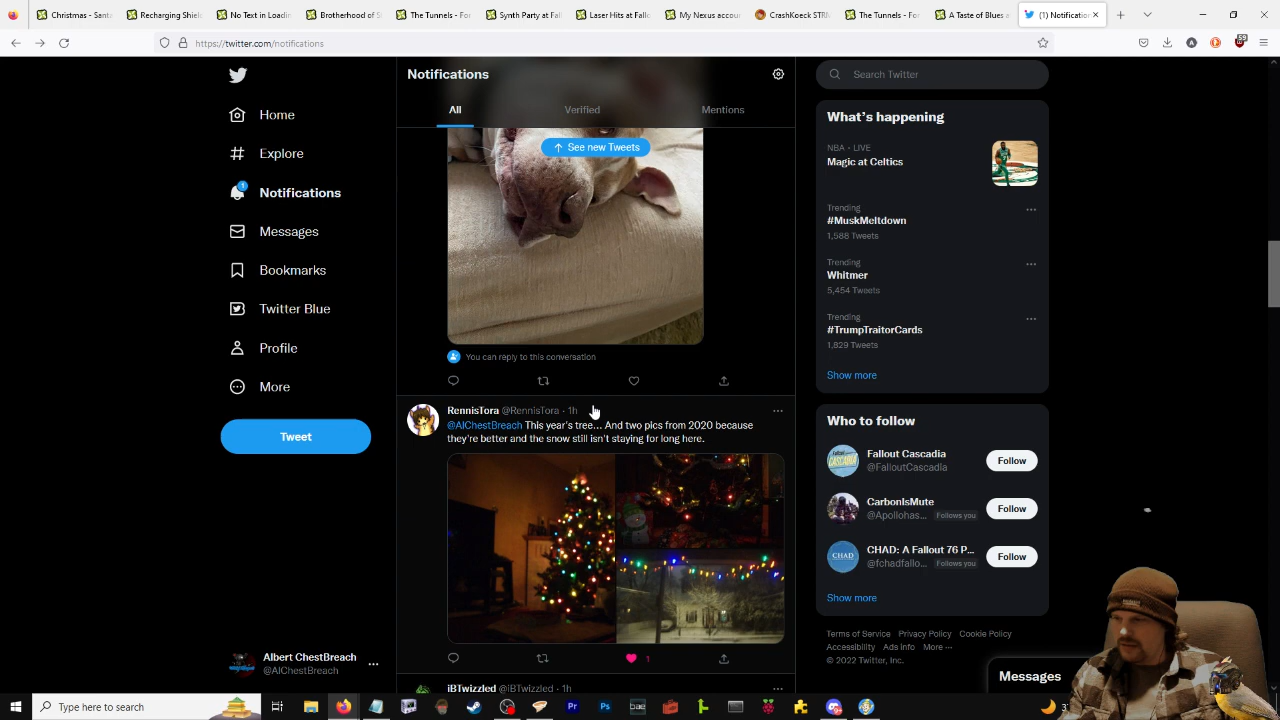 Christmas - Santa
Recharging Shiel
No Text in Loadin
Brotherhood of St
The Tunnels - For
Synth Party at Fal
Laser Hits at Fallo
My Nexus accou
CrashKoeck STRI
The Tunnels - For
A Taste of Blues a
(1) Notification
https://twitter.com/notifications
59
Home
Explore
1
Notifications
Messages
Bookmarks
Twitter Blue
Profile
More
Tweet
Albert ChestBreach
@AlChestBreach
Notifications
All
Verified
Mentions
See new Tweets
You can reply to this conversation
RennisTora @RennisTora · 1h
@AlChestBreach This year's tree... And two pics from 2020 because
they're better and the snow still isn't staying for long here.
1
iBTwizzled @iBTwizzled · 1h
Search Twitter
What's happening
NBA · LIVE
Magic at Celtics
Trending
#MuskMeltdown
1,588 Tweets
Trending
Whitmer
5,454 Tweets
Trending
#TrumpTraitorCards
1,829 Tweets
Show more
Who to follow
Fallout Cascadia
@FalloutCascadia
Follow
CarbonIsMute
@Apollohas... Follows you
Follow
CHAD: A Fallout 76 P...
@fchadfallo... Follows you
Follow
Show more
Terms of Service Privacy Policy Cookie Policy
Accessibility Ads info More ...
© 2022 Twitter, Inc.
Messages
Type here to search
Pr
Ps
bae